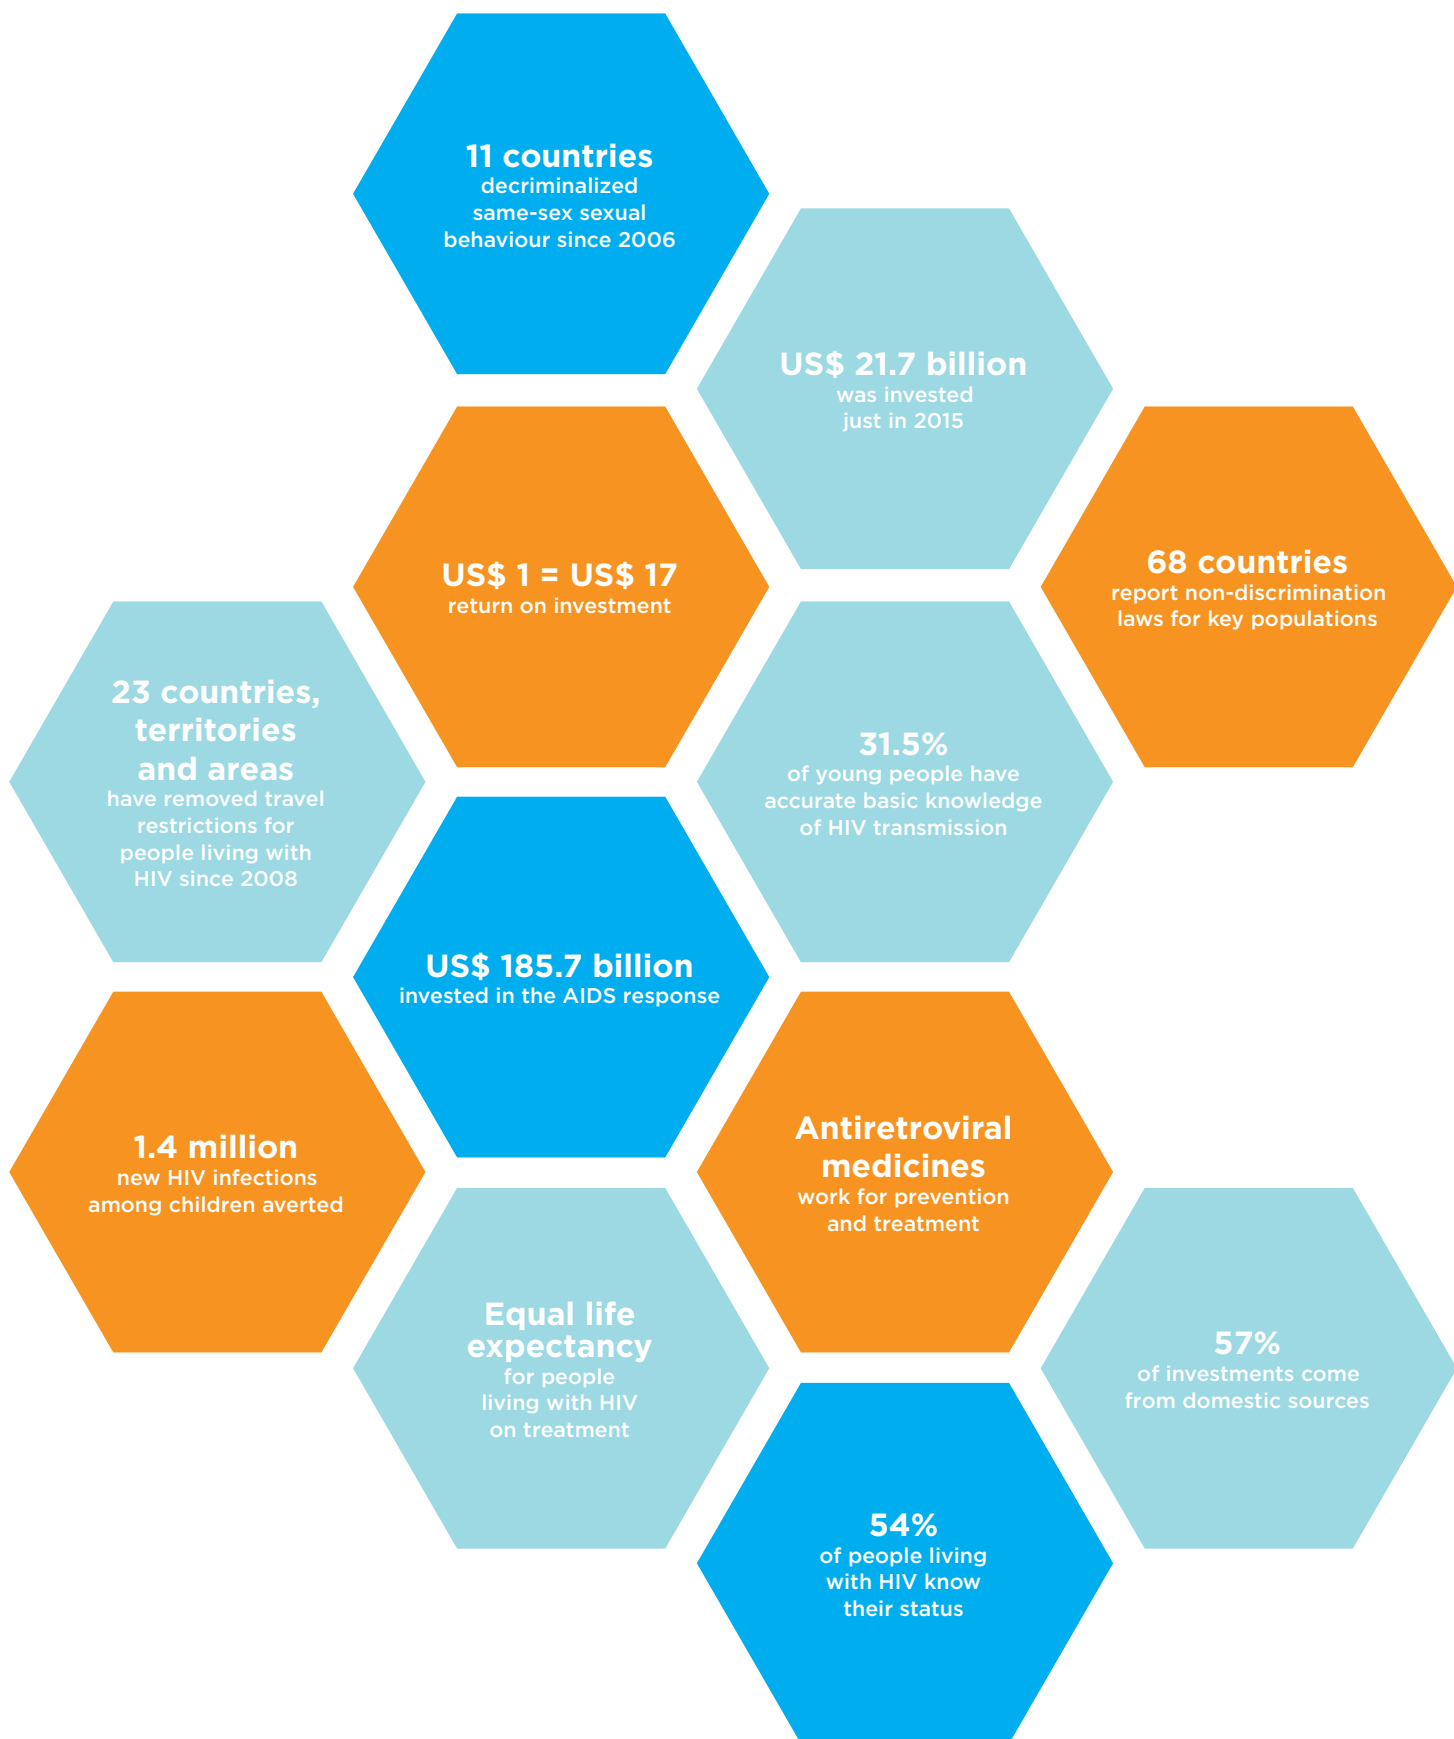 11 countries
decriminalized
same-sex sexual
behaviour since 2006
US$ 21.7 billion
was invested
just in 2015
US$ 1 = US$ 17
return on investment
68 countries
report non-discrimination
laws for key populations
23 countries,
territories
and areas
have removed travel
restrictions for
people living with
HIV since 2008
31.5%
of young people have
accurate basic knowledge
of HIV transmission
US$ 185.7 billion
invested in the AIDS response
1.4 million
new HIV infections
among children averted
Antiretroviral
medicines
work for prevention
and treatment
Equal life
expectancy
for people
living with HIV
on treatment
57%
of investments come
from domestic sources
54%
of people living
with HIV know
their status